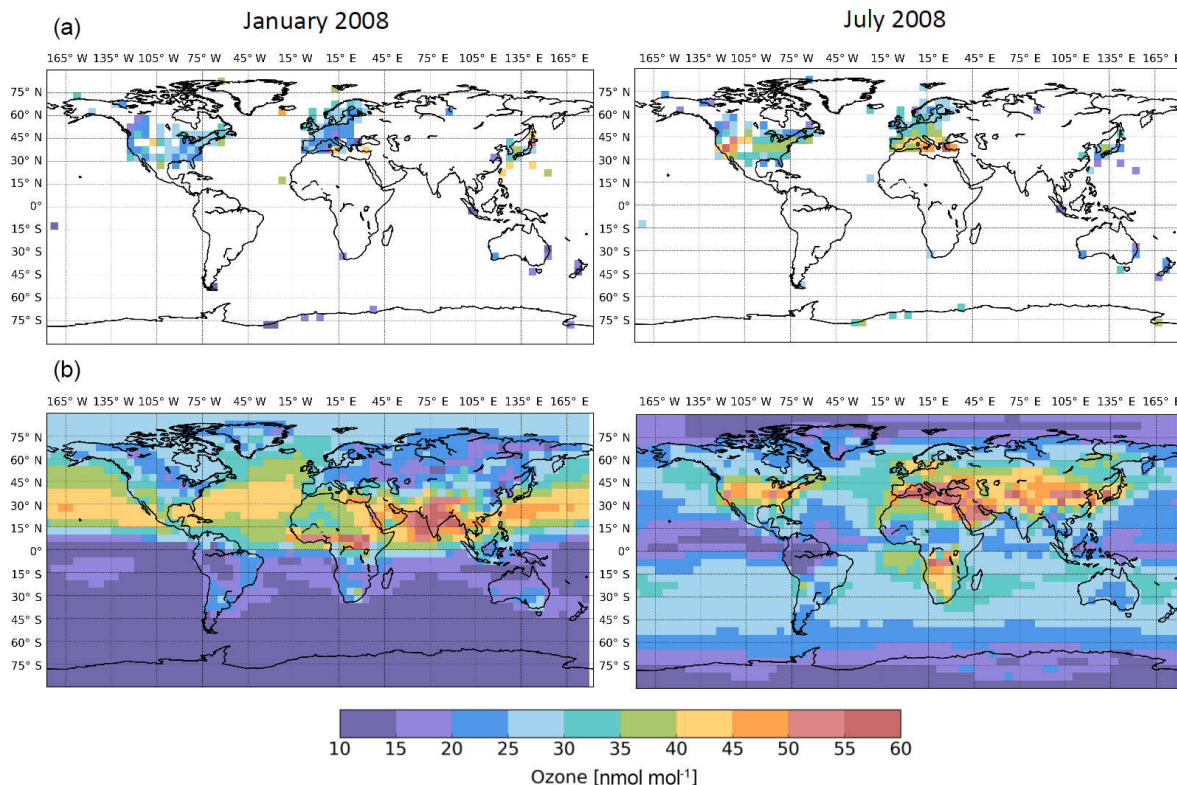 January 2008
July 2008
(a)
165° W 135° W 105° W 75° W 45° W 15° W 15° E 45° E 75° E 105° E 135° E 165° E
165° W 135° W 105° W 75° W 45° W 15° W 15° E 45° E 75° E 105° E 135° E 165° E
75° N
60° N
45° N
30° N
15° N
0°
15° S
30° S
45° S
60° S
75° S
75° N
60° N
45° N
30° N
15° N
0°
15° S
30° S
45° S
60° S
75° S
(b)
165° W 135° W 105° W 75° W 45° W 15° W 15° E 45° E 75° E 105° E 135° E 165° E
165° W 135° W 105° W 75° W 45° W 15° W 15° E 45° E 75° E 105° E 135° E 165° E
75° N
60° N
45° N
30° N
15° N
0°
15° S
30° S
45° S
60° S
75° S
75° N
60° N
45° N
30° N
15° N
0°
15° S
30° S
45° S
60° S
75° S
10 15 20 25 30 35 40 45 50 55 60
Ozone [nmol mol⁻¹]